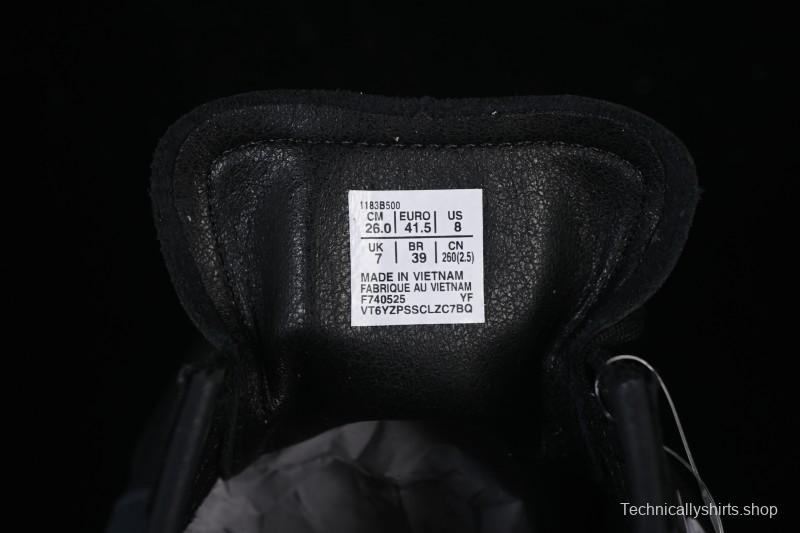 1183B500
CM EURO US
26.0 41.5 8
UK BR CN
7 39 260(2.5)
MADE IN VIETNAM
FABRIQUE AU VIETNAM
F740525 YF
VT6YZPSSCLZC7BQ
Technicallyshirts.shop